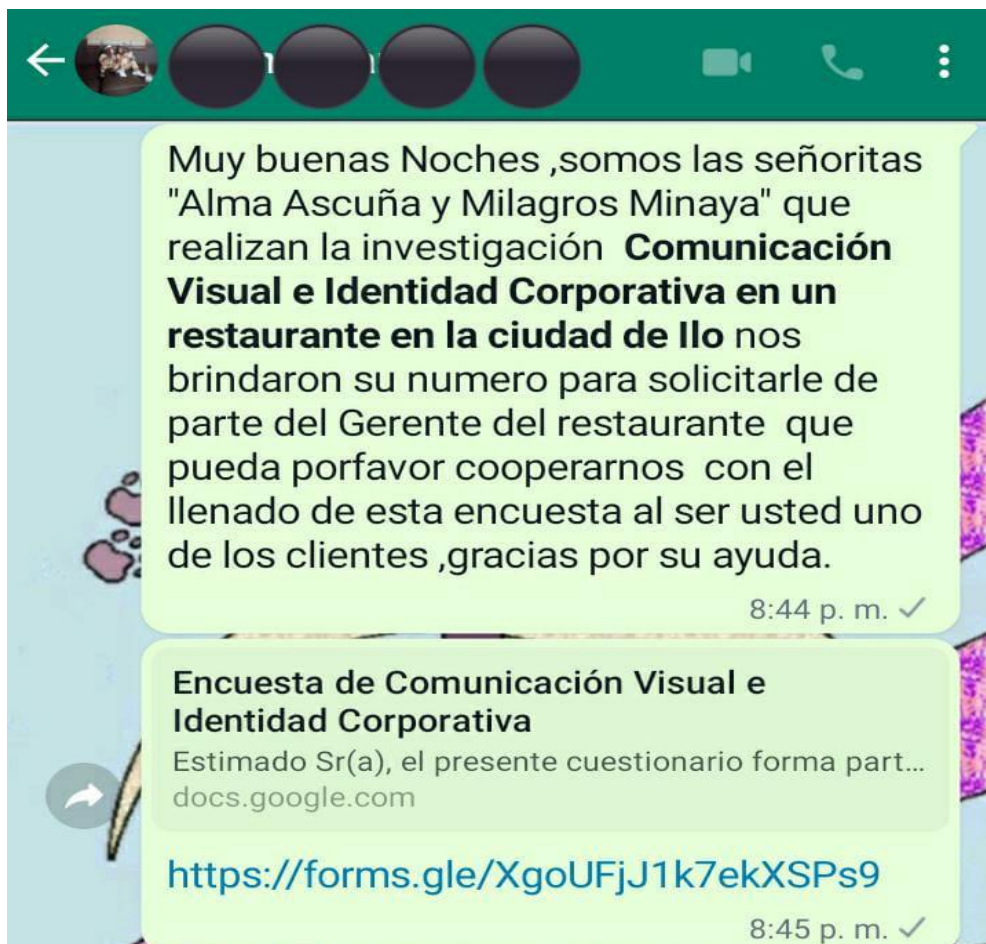 Muy buenas Noches ,somos las señoritas
"Alma Ascuña y Milagros Minaya" que
realizan la investigación Comunicación
Visual e Identidad Corporativa en un
restaurante en la ciudad de Ilo nos
brindaron su numero para solicitarle de
parte del Gerente del restaurante que
pueda porfavor cooperarnos con el
llenado de esta encuesta al ser usted uno
de los clientes ,gracias por su ayuda.
8:44 p. m.
Encuesta de Comunicación Visual e
Identidad Corporativa
Estimado Sr(a), el presente cuestionario forma part...
docs.google.com
https://forms.gle/XgoUFjJ1k7ekXSPs9
8:45 p. m.